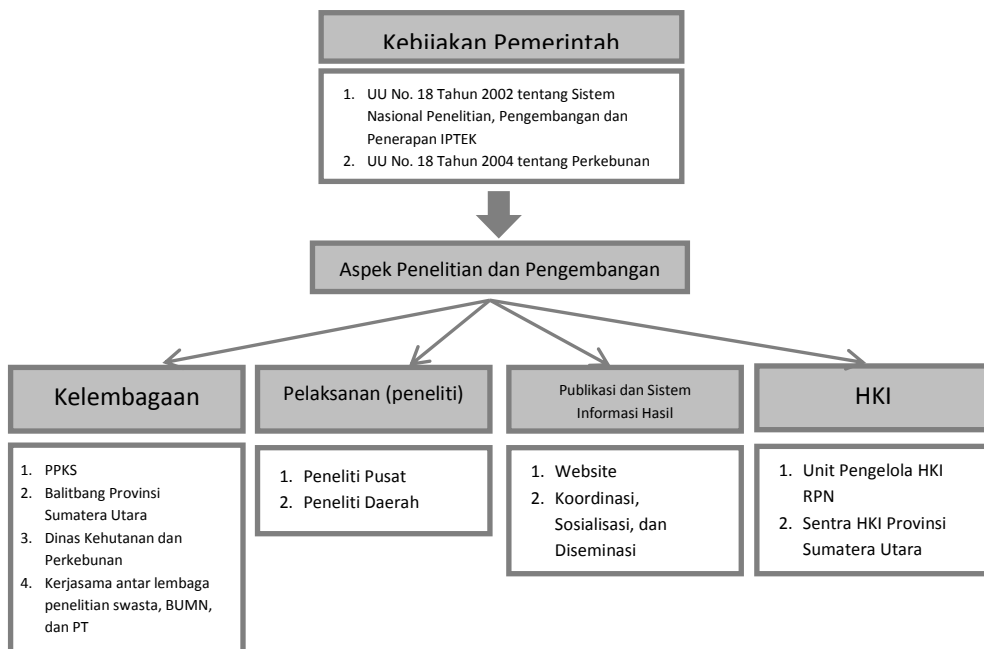 Kebijakan Pemerintah
1. UU No. 18 Tahun 2002 tentang Sistem
Nasional Penelitian, Pengembangan dan
Penerapan IPTEK
2. UU No. 18 Tahun 2004 tentang Perkebunan
Aspek Penelitian dan Pengembangan
Kelembagaan
1. PPKS
2. Balitbang Provinsi
Sumatera Utara
3. Dinas Kehutanan dan
Perkebunan
4. Kerjasama antar lembaga
penelitian swasta, BUMN,
dan PT
Pelaksanan (peneliti)
1. Peneliti Pusat
2. Peneliti Daerah
Publikasi dan Sistem
Informasi Hasil
1. Website
2. Koordinasi,
Sosialisasi, dan
Diseminasi
HKI
1. Unit Pengelola HKI
RPN
2. Sentra HKI Provinsi
Sumatera Utara